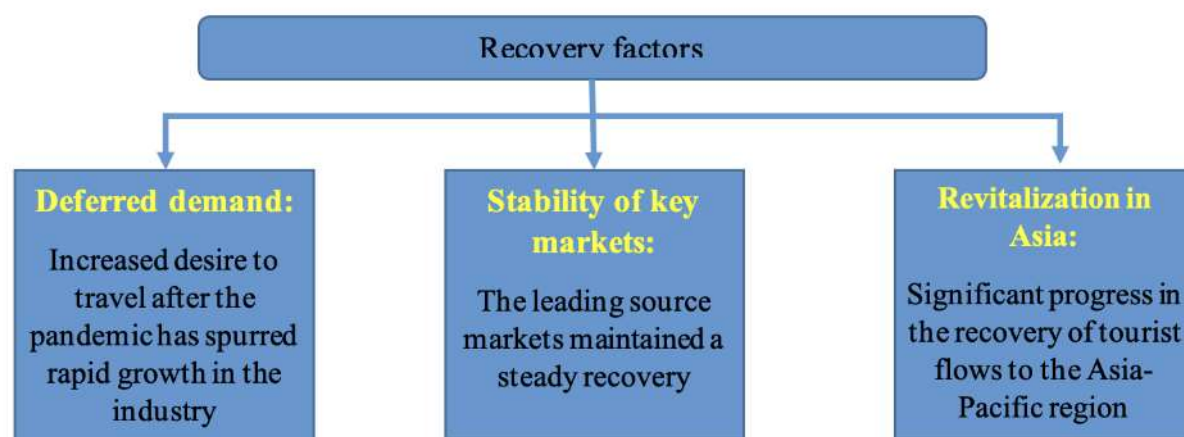 Recovery factors
Deferred demand:
Increased desire to
travel after the
pandemic has spurred
rapid growth in the
industry
Stability of key
markets:
The leading source
markets maintained a
steady recovery
Revitalization in
Asia:
Significant progress in
the recovery of tourist
flows to the Asia-
Pacific region